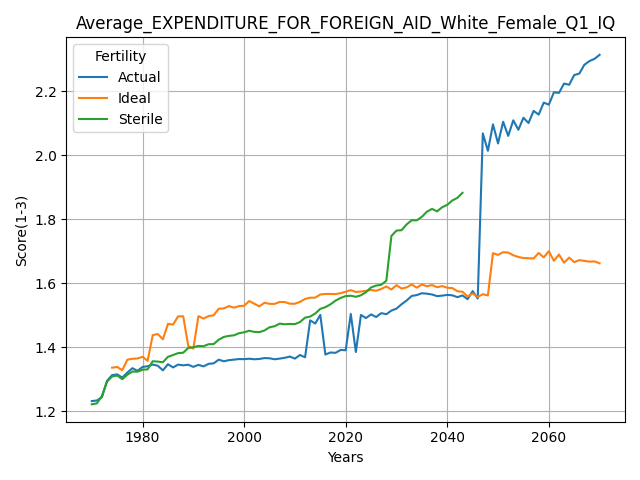 Average_EXPENDITURE_FOR_FOREIGN_AID_White_Female_Q1_IQ
Fertility
Actual
Ideal
Sterile
Score(1-3)
2.2
2.0
1.8
1.6
1.4
1.2
1980
2000
2020
2040
2060
Years